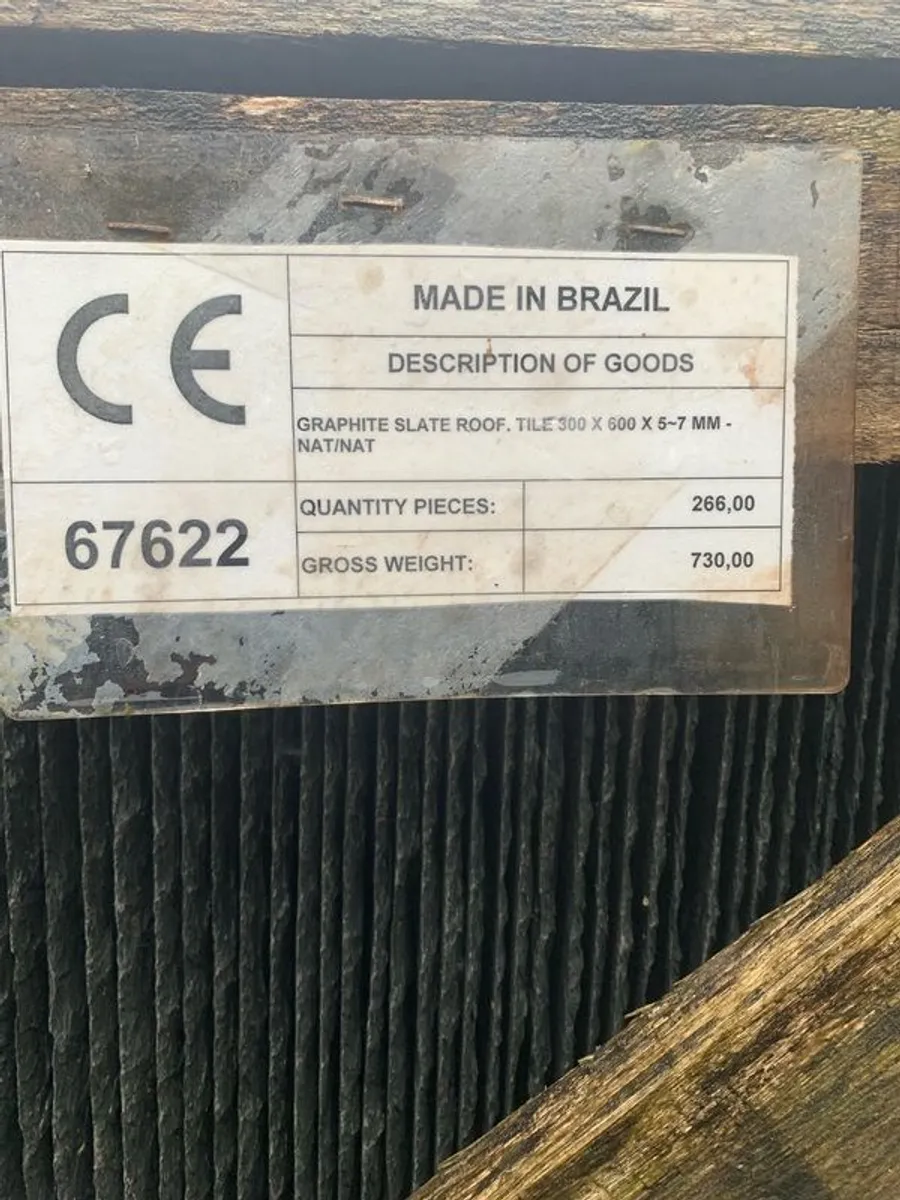 CE
MADE IN BRAZIL
DESCRIPTION OF GOODS
GRAPHITE SLATE ROOF. TILE 300 X 600 X 5~7 MM -
NAT/NAT
67622
QUANTITY PIECES: 266,00
GROSS WEIGHT: 730,00